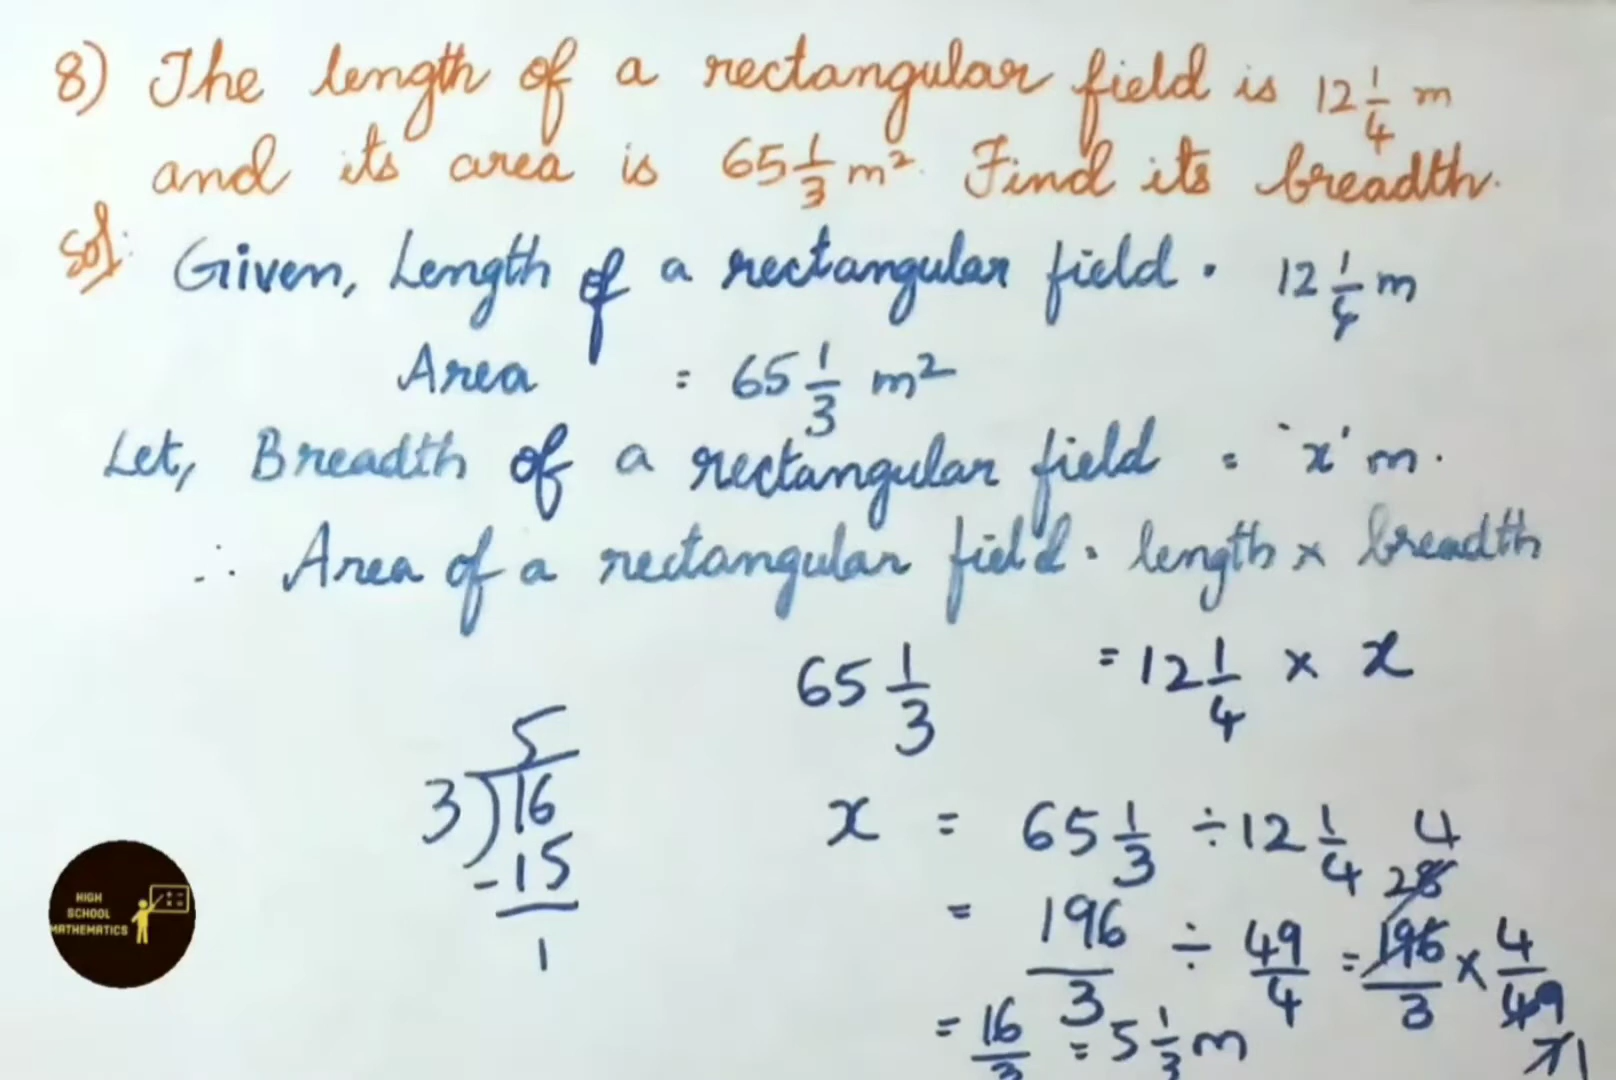 8) The length of a rectangular field is 12 1/4 m
and its area is 65 1/3 m². Find its breadth.
Sol: Given, Length of a rectangular field = 12 1/4 m
Area = 65 1/3 m²
Let, Breadth of a rectangular field = 'x' m.
∴ Area of a rectangular field = length × breadth
65 1/3 = 12 1/4 × x
x = 65 1/3 ÷ 12 1/4
= 196/3 ÷ 49/4 = 196/3 × 4/49
28 4
7 1
= 16/3 = 5 1/3 m
5
3)16
-15
1
HIGH
SCHOOL
MATHEMATICS